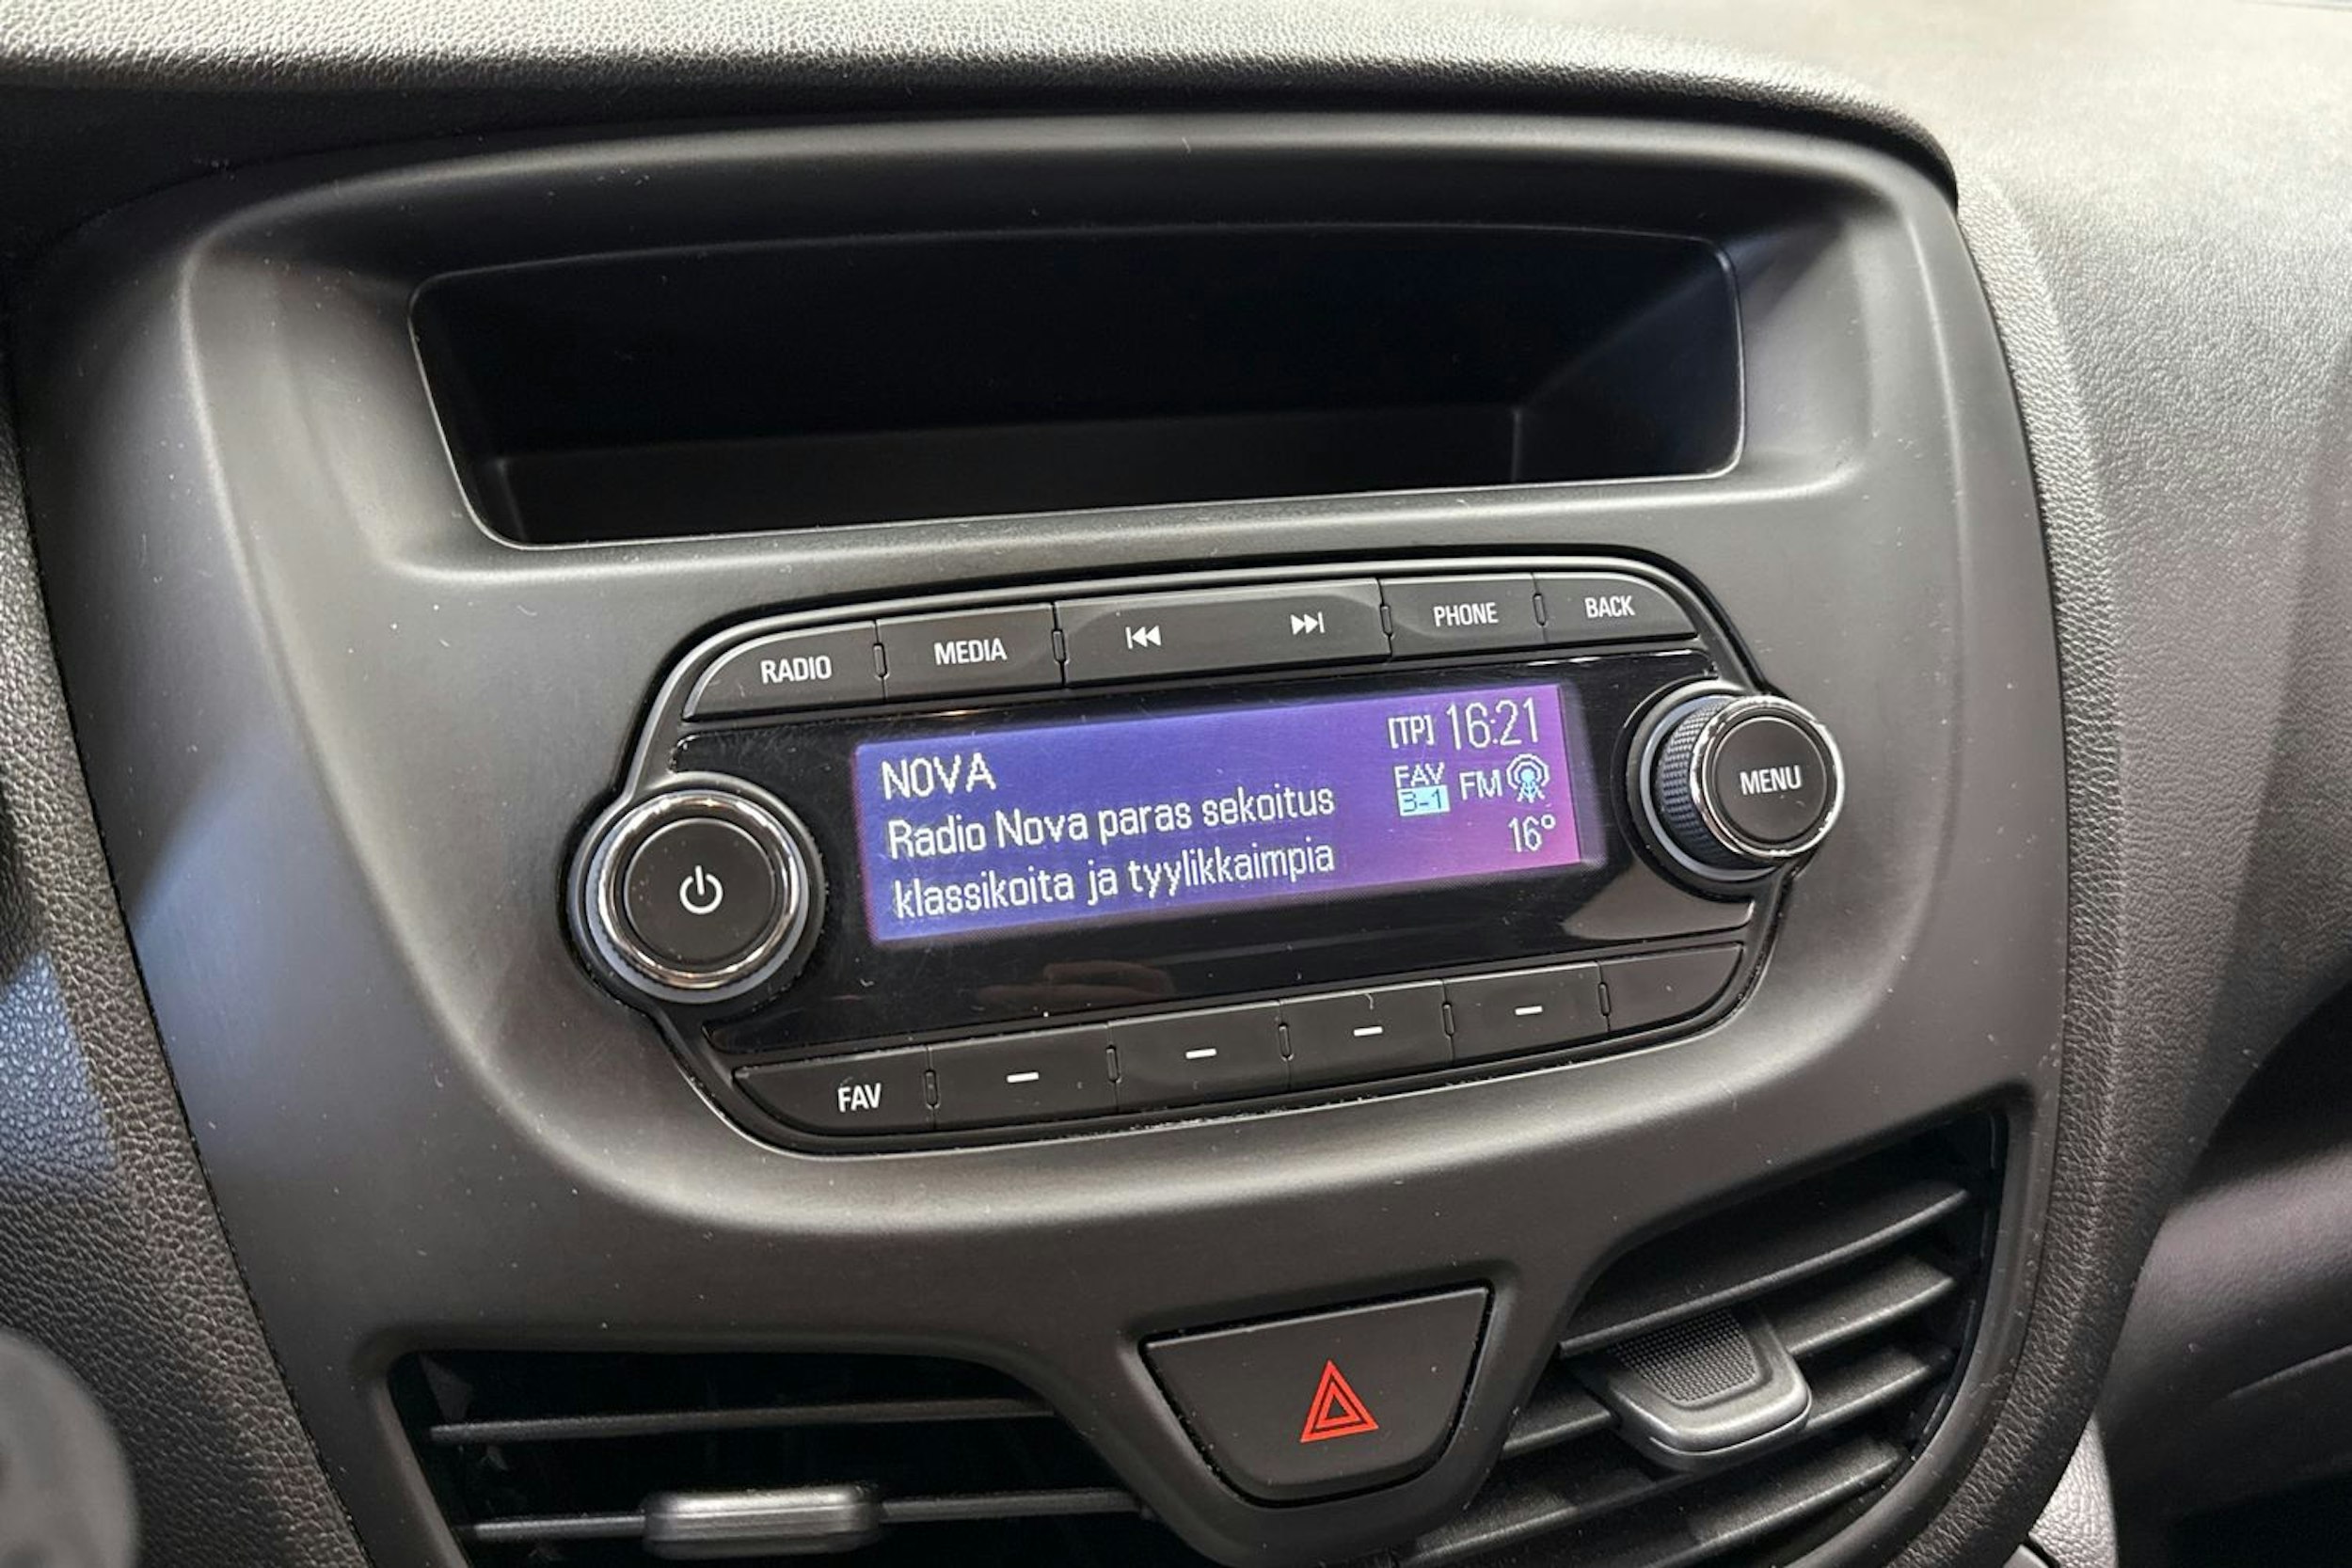 RADIO MEDIA PHONE BACK
NOVA
[TP] 16:21
Radio Nova paras sekoitus
FAV
3-1 FM
klassikoita ja tyylikkaimpia
16°
MENU
FAV